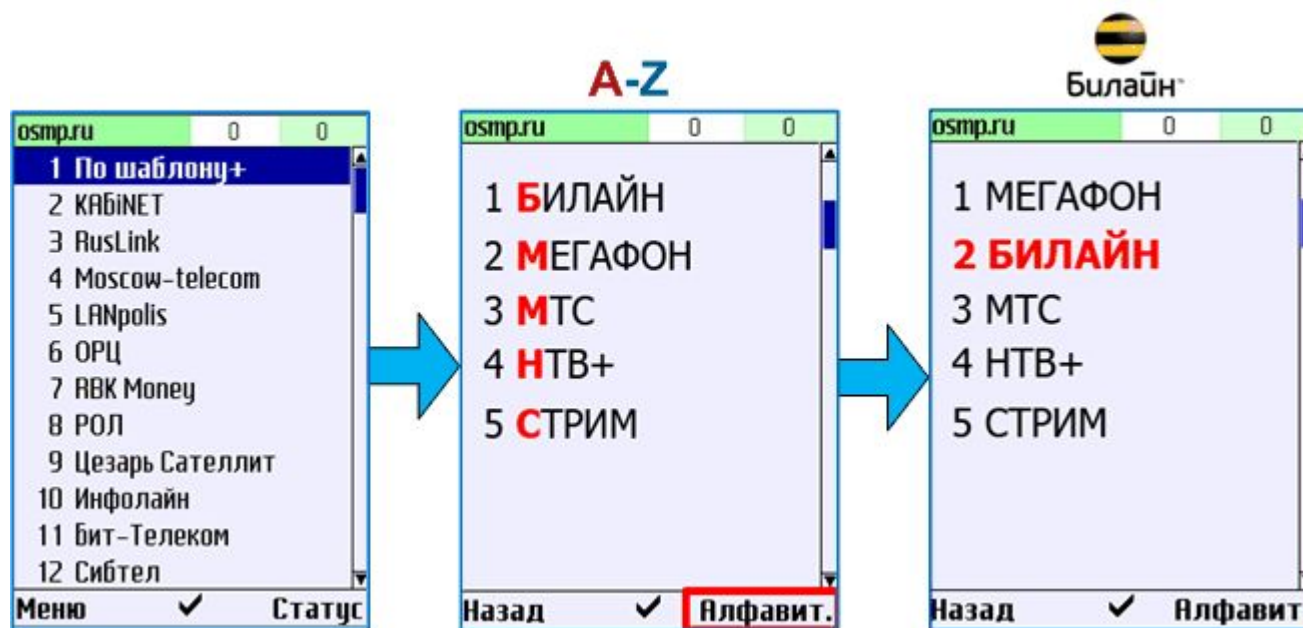 A-Z
Билайн™
osmp.ru 0 0
1 По шаблону+
2 КАбiNET
3 RusLink
4 Moscow-telecom
5 LANpolis
6 ОРЦ
7 RBK Money
8 РОЛ
9 Цезарь Сателлит
10 Инфолайн
11 Бит-Телеком
12 Сибтел
Меню ✓ Статус
osmp.ru 0 0
1 БИЛАЙН
2 МЕГАФОН
3 МТС
4 НТВ+
5 СТРИМ
Назад ✓ Алфавит.
osmp.ru 0 0
1 МЕГАФОН
2 БИЛАЙН
3 МТС
4 НТВ+
5 СТРИМ
Назад ✓ Алфавит